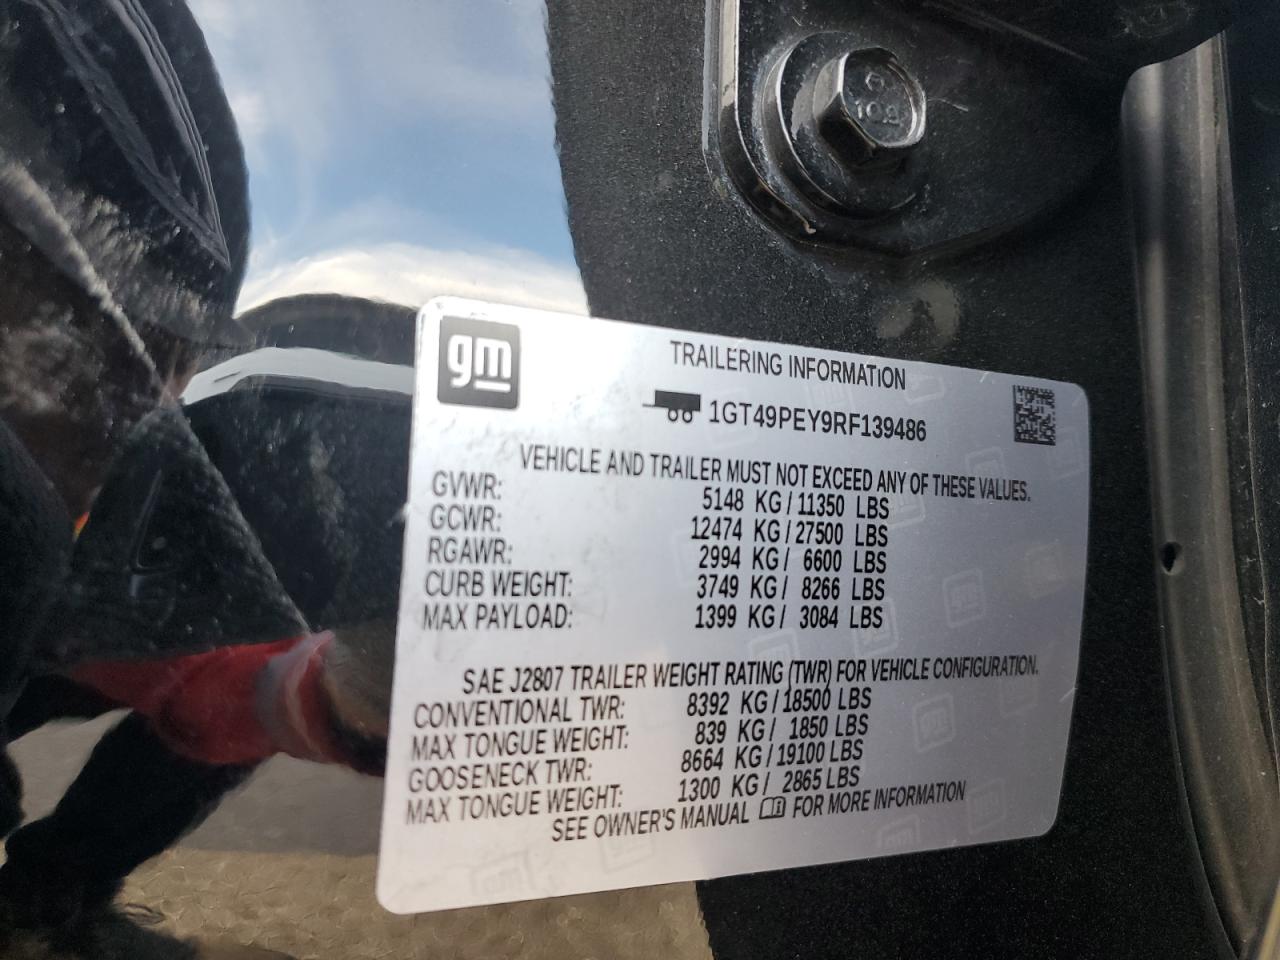 10.9
gm
TRAILERING INFORMATION
1GT49PEY9RF139486
VEHICLE AND TRAILER MUST NOT EXCEED ANY OF THESE VALUES.
GVWR: 5148 KG/11350 LBS
GCWR: 12474 KG/27500 LBS
RGAWR: 2994 KG/ 6600 LBS
CURB WEIGHT: 3749 KG/ 8266 LBS
MAX PAYLOAD: 1399 KG/ 3084 LBS
SAE J2807 TRAILER WEIGHT RATING (TWR) FOR VEHICLE CONFIGURATION.
CONVENTIONAL TWR: 8392 KG/18500 LBS
MAX TONGUE WEIGHT: 839 KG/ 1850 LBS
GOOSENECK TWR: 8664 KG/19100 LBS
MAX TONGUE WEIGHT: 1300 KG/ 2865 LBS
SEE OWNER'S MANUAL FOR MORE INFORMATION